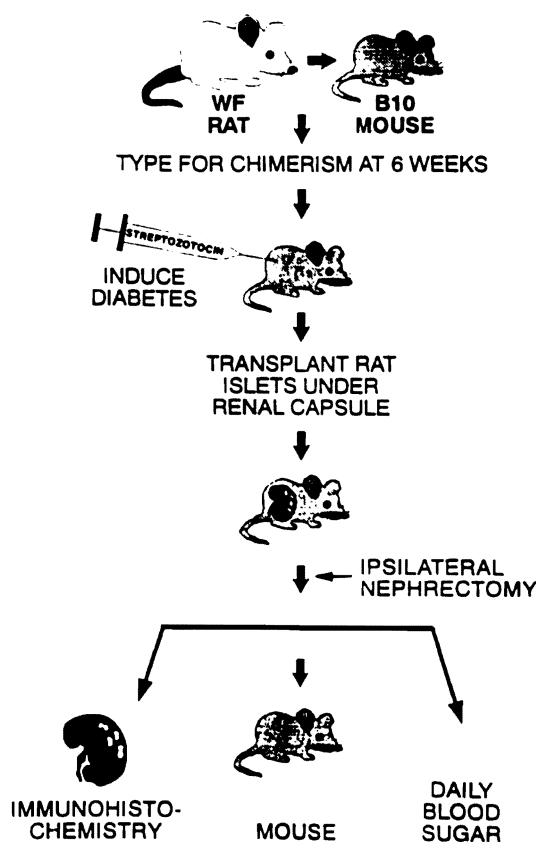 WF
RAT
B10
MOUSE
TYPE FOR CHIMERISM AT 6 WEEKS
STREPTOZOTOCIN
INDUCE
DIABETES
TRANSPLANT RAT
ISLETS UNDER
RENAL CAPSULE
IPSILATERAL
NEPHRECTOMY
IMMUNOHISTO-
CHEMISTRY
MOUSE
DAILY
BLOOD
SUGAR